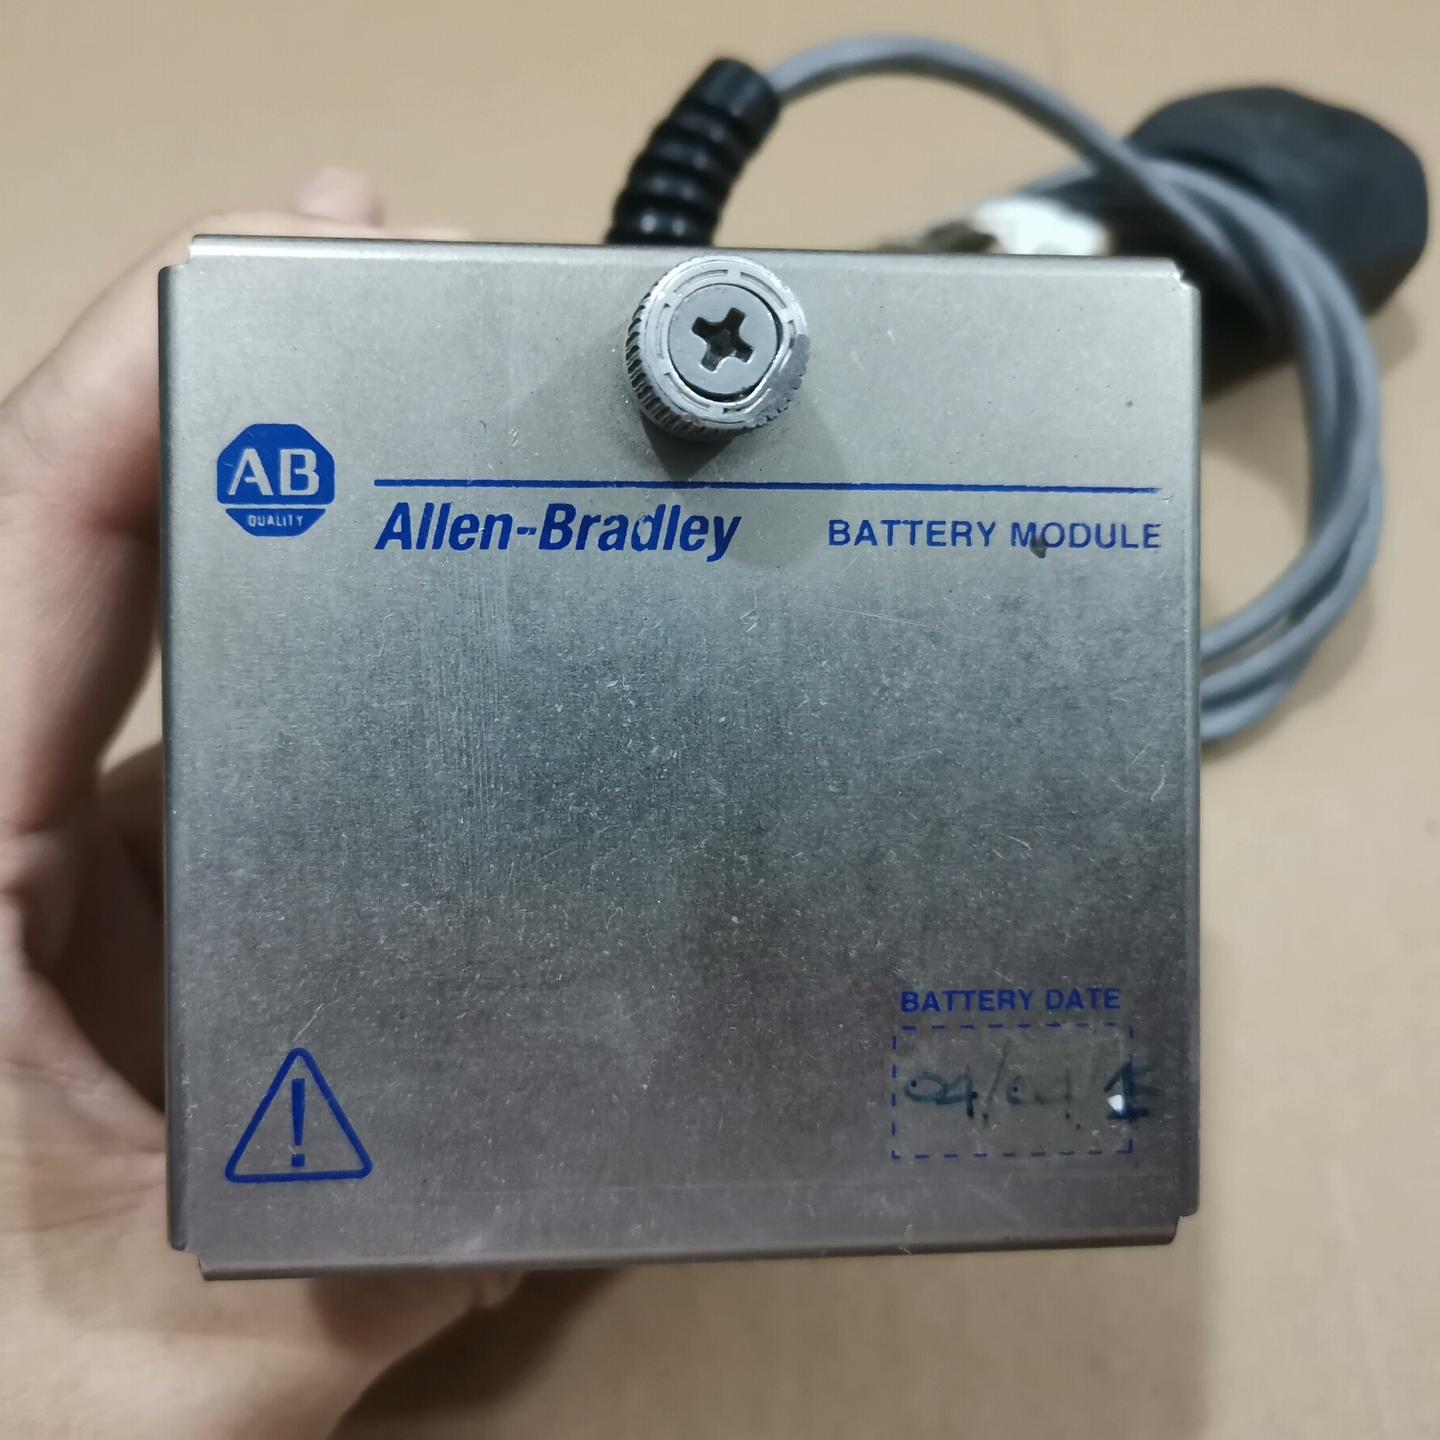 AB
QUALITY
Allen-Bradley
BATTERY MODULE
BATTERY DATE